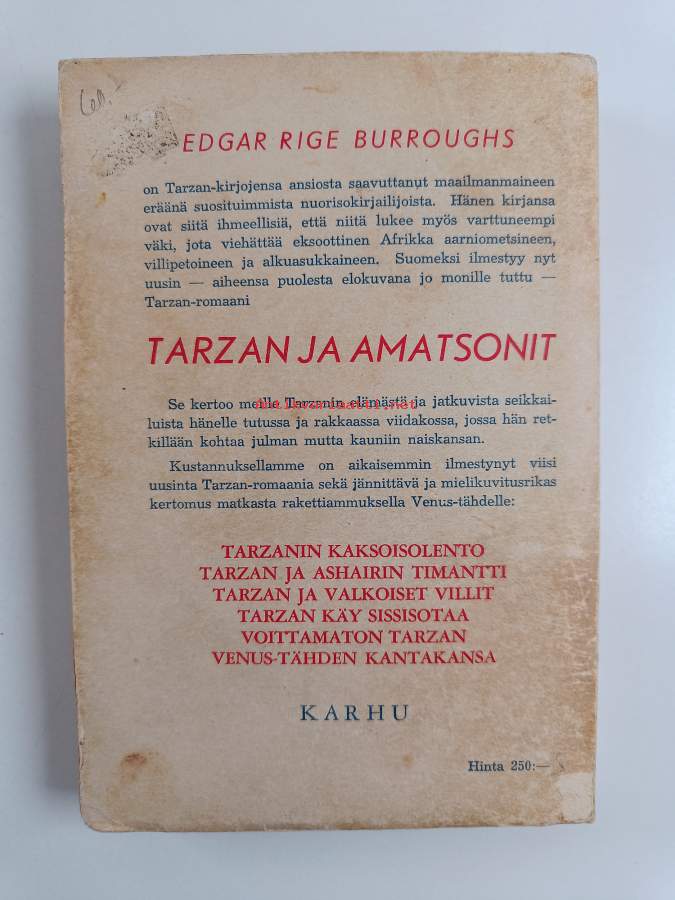 EDGAR RIGE BURROUGHS
on Tarzan-kirjojensa ansiosta saavuttanut maailmanmaineen
eräänä suosituimmista nuorisokirjailijoista. Hänen kirjansa
ovat siitä ihmeellisiä, että niitä lukee myös varttuneempi
väki, jota viehättää eksoottinen Afrikka aarniometsineen,
villipetoineen ja alkuasukkaineen. Suomeksi ilmestyy nyt
uusin — aiheensa puolesta elokuvana jo monille tuttu —
Tarzan-romaani
TARZAN JA AMATSONIT
Se kertoo meille Tarzanin elämästä ja jatkuvista seikkai-
luista hänelle tutussa ja rakkaassa viidakossa, jossa hän ret-
killään kohtaa julman mutta kauniin naiskansan.
Kustannuksellamme on aikaisemmin ilmestynyt viisi
uusinta Tarzan-romaania sekä jännittävä ja mielikuvitusrikas
kertomus matkasta rakettiammuksella Venus-tähdelle:
TARZANIN KAKSOISOLENTO
TARZAN JA ASHAIRIN TIMANTTI
TARZAN JA VALKOISET VILLIT
TARZAN KÄY SISSISOTAA
VOITTAMATON TARZAN
VENUS-TÄHDEN KANTAKANSA
KARHU
Hinta 250:—